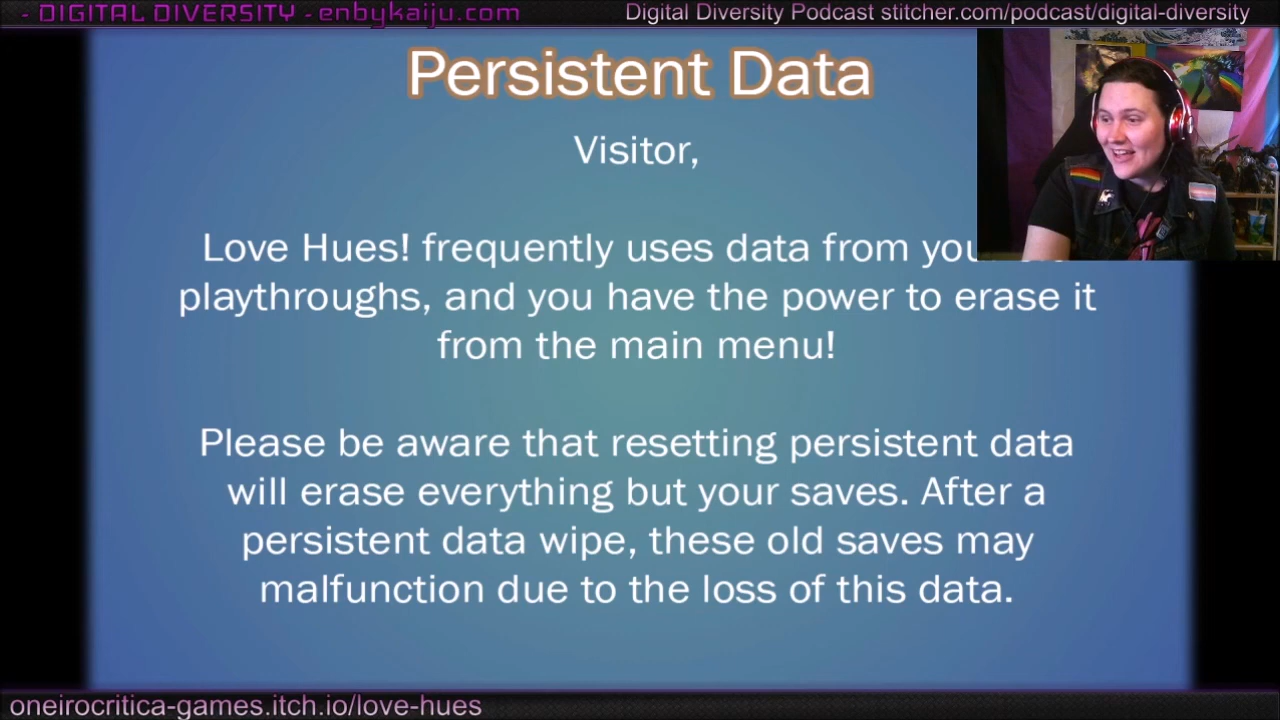 - DIGITAL DIVERSITY - enbykaiju.com
Digital Diversity Podcast stitcher.com/podcast/digital-diversity
Persistent Data
Visitor,
Love Hues! frequently uses data from
playthroughs, and you have the power to erase it
from the main menu!
Please be aware that resetting persistent data
will erase everything but your saves. After a
persistent data wipe, these old saves may
malfunction due to the loss of this data.
oneirocritica-games.itch.io/love-hues